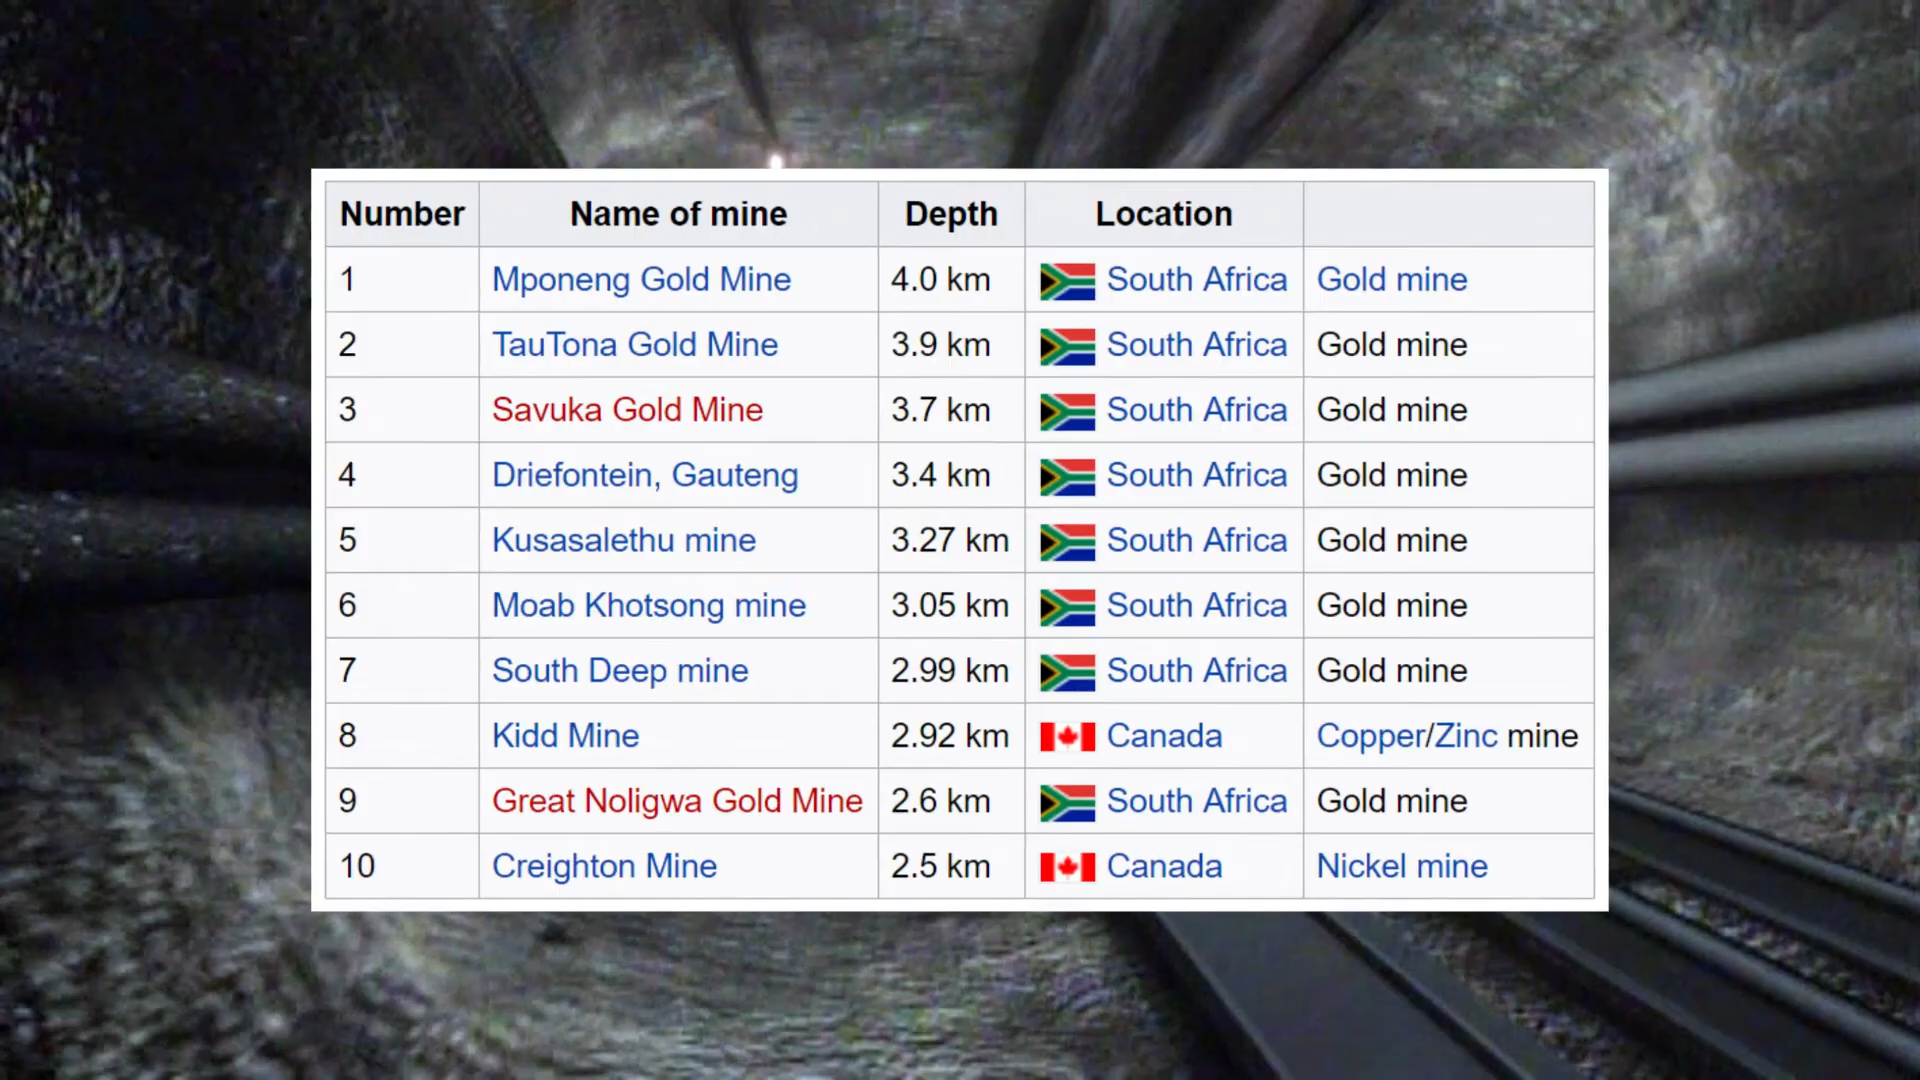 Number Name of mine Depth Location
1 Mponeng Gold Mine 4.0 km South Africa Gold mine
2 TauTona Gold Mine 3.9 km South Africa Gold mine
3 Savuka Gold Mine 3.7 km South Africa Gold mine
4 Driefontein, Gauteng 3.4 km South Africa Gold mine
5 Kusasalethu mine 3.27 km South Africa Gold mine
6 Moab Khotsong mine 3.05 km South Africa Gold mine
7 South Deep mine 2.99 km South Africa Gold mine
8 Kidd Mine 2.92 km Canada Copper/Zinc mine
9 Great Noligwa Gold Mine 2.6 km South Africa Gold mine
10 Creighton Mine 2.5 km Canada Nickel mine